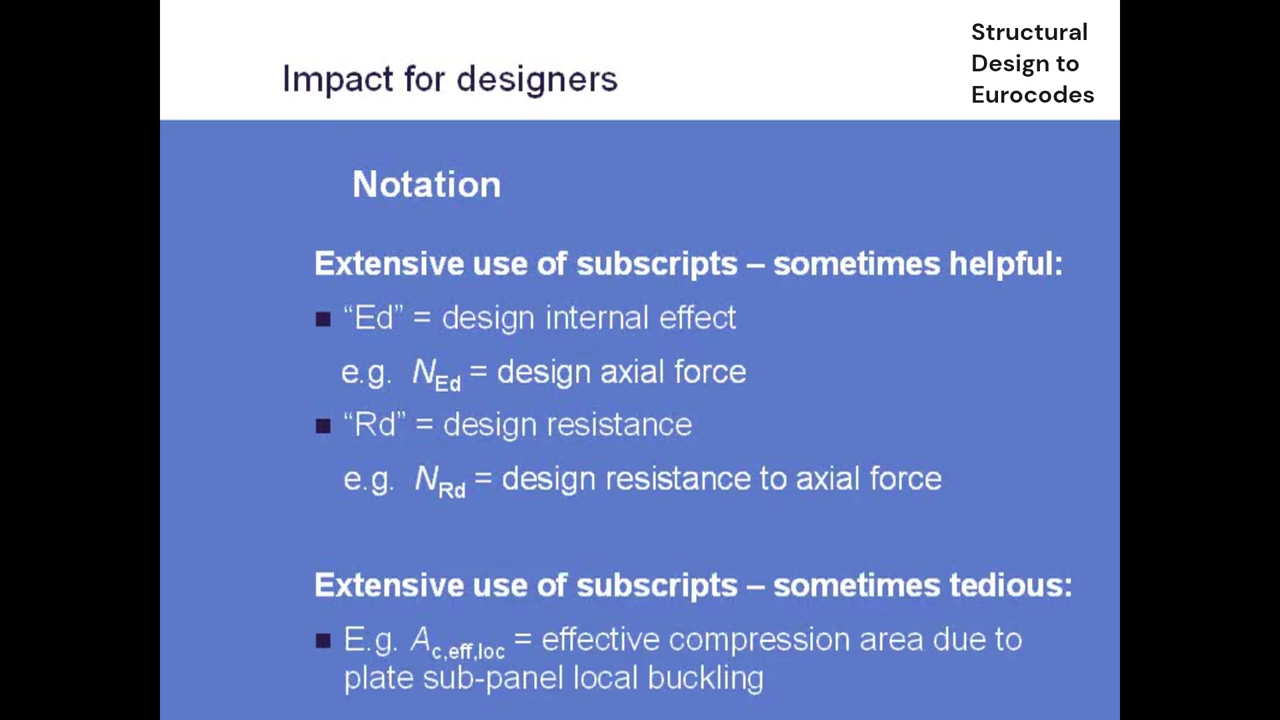 Impact for designers
Structural
Design to
Eurocodes
Notation
Extensive use of subscripts – sometimes helpful:
“Ed” = design internal effect
e.g. NEd = design axial force
“Rd” = design resistance
e.g. NRd = design resistance to axial force
Extensive use of subscripts – sometimes tedious:
E.g. Ac,eff,loc = effective compression area due to
plate sub-panel local buckling